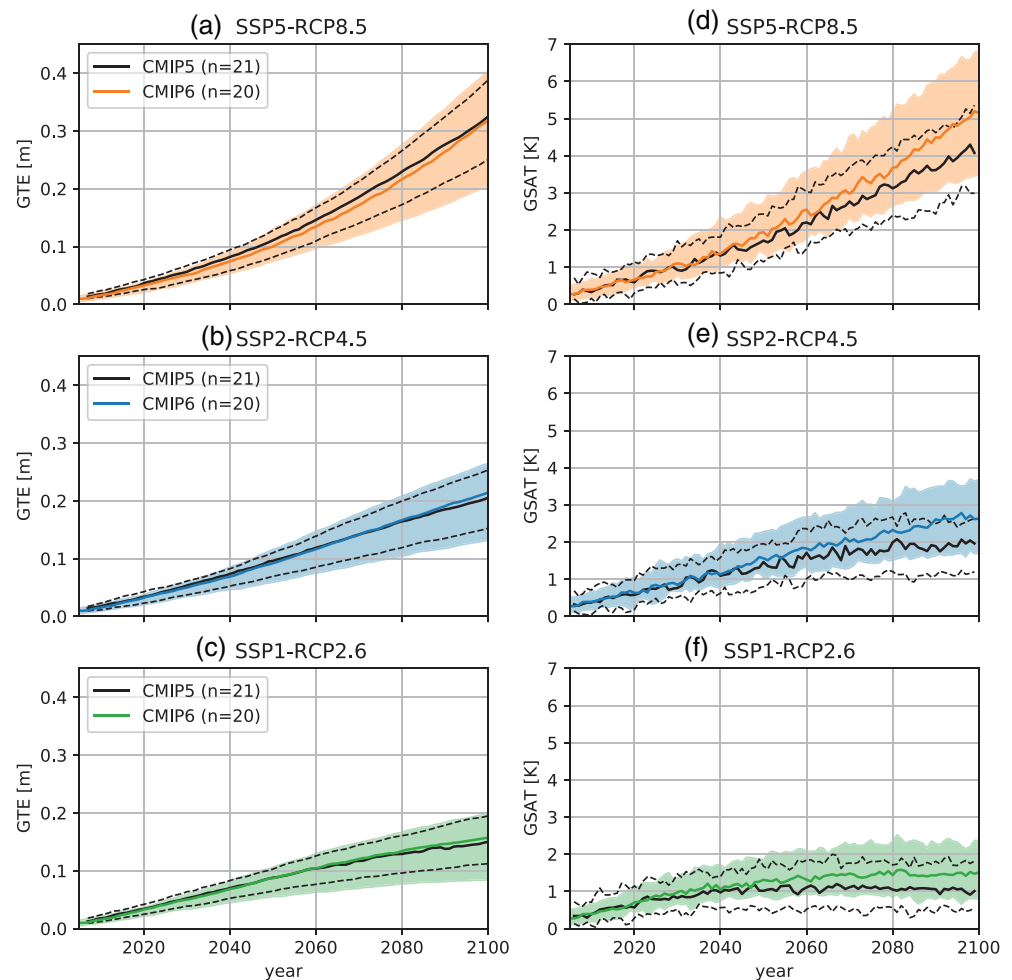 (a) SSP5-RCP8.5
GTE [m]
0.4
0.3
0.2
0.1
0.0
CMIP5 (n=21)
CMIP6 (n=20)
(d) SSP5-RCP8.5
GSAT [K]
7
6
5
4
3
2
1
0
(b) SSP2-RCP4.5
GTE [m]
0.4
0.3
0.2
0.1
0.0
CMIP5 (n=21)
CMIP6 (n=20)
(e) SSP2-RCP4.5
GSAT [K]
7
6
5
4
3
2
1
0
(c) SSP1-RCP2.6
GTE [m]
0.4
0.3
0.2
0.1
0.0
CMIP5 (n=21)
CMIP6 (n=20)
2020 2040 2060 2080 2100
year
(f) SSP1-RCP2.6
GSAT [K]
7
6
5
4
3
2
1
0
2020 2040 2060 2080 2100
year